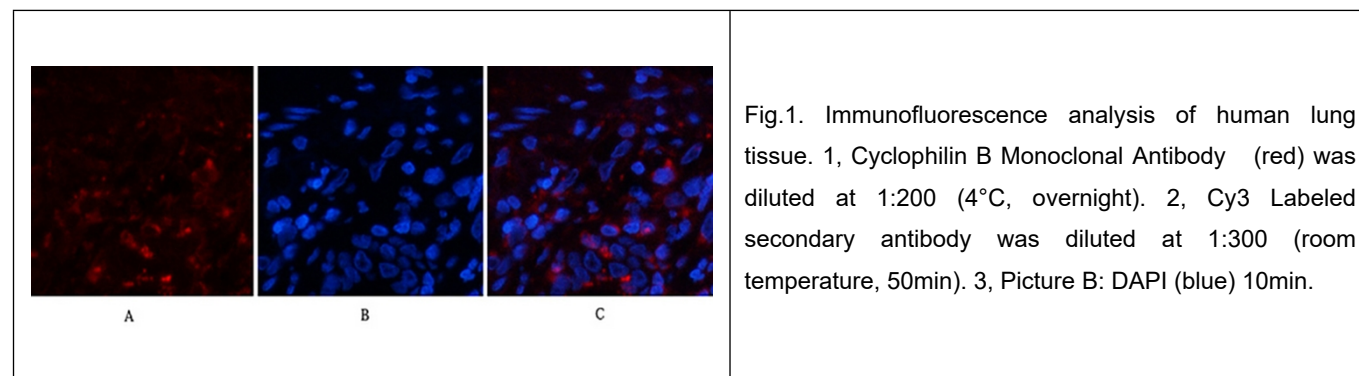 A
B
C
Fig.1. Immunofluorescence analysis of human lung
tissue. 1, Cyclophilin B Monoclonal Antibody (red) was
diluted at 1:200 (4°C, overnight). 2, Cy3 Labeled
secondary antibody was diluted at 1:300 (room
temperature, 50min). 3, Picture B: DAPI (blue) 10min.